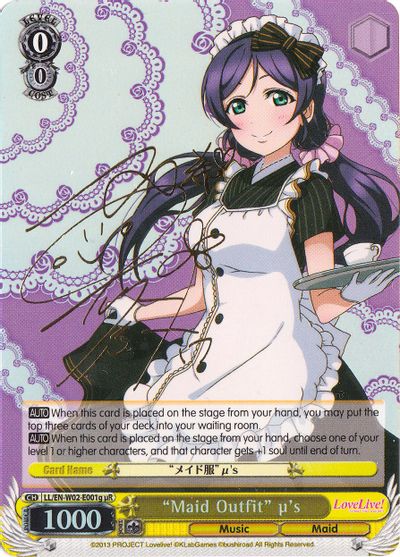 LEVEL
0
0
COST
AUTO When this card is placed on the stage from your hand, you may put the
top three cards of your deck into your waiting room.
AUTO When this card is placed on the stage from your hand, choose one of your
level 1 or higher characters, and that character gets +1 soul until end of turn.
Card Name
“メイド服”μ's
CH LL/EN-W02-E001g μR
“Maid Outfit” μ's
LoveLive!
1000
Music
Maid
©2013 PROJECT Lovelive! ©KLabGames ©bushiroad All Rights Reserved.